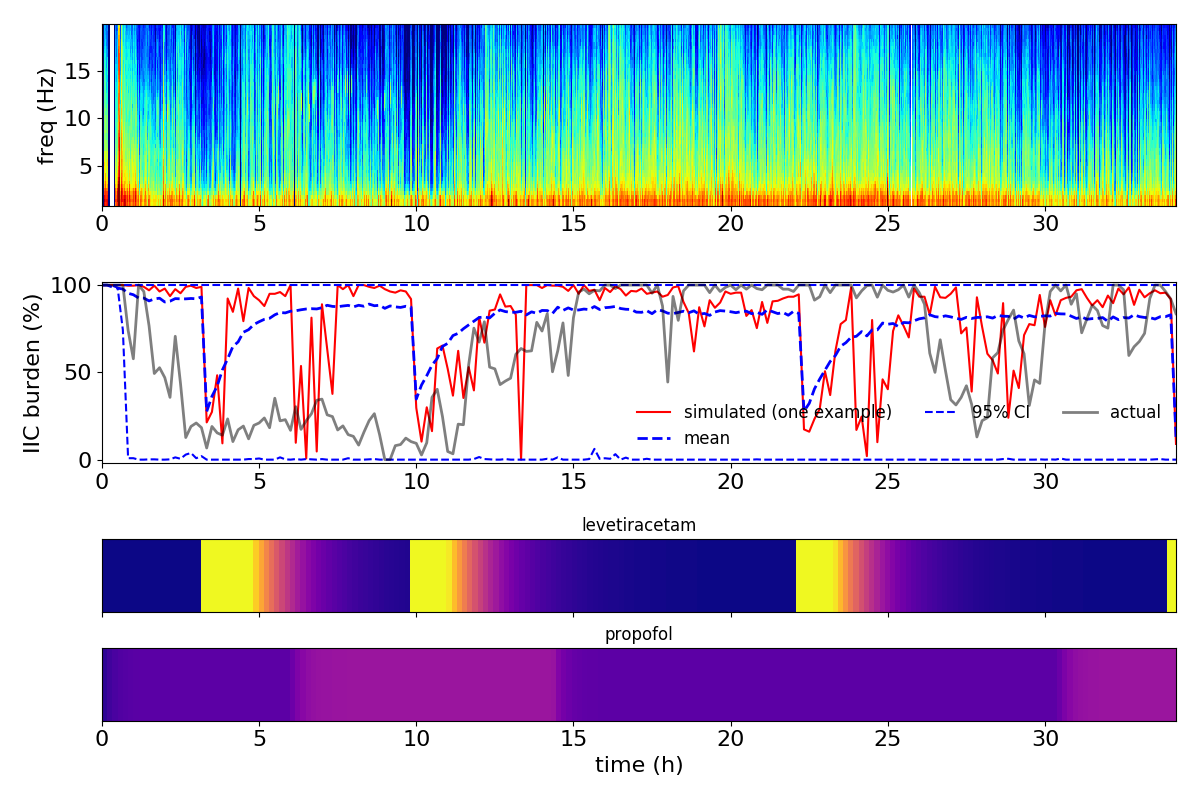 freq (Hz)
15
10
5
0 5 10 15 20 25 30
IIC burden (%)
100
50
0
simulated (one example) 95% CI actual
mean
0 5 10 15 20 25 30
levetiracetam
propofol
0 5 10 15 20 25 30
time (h)